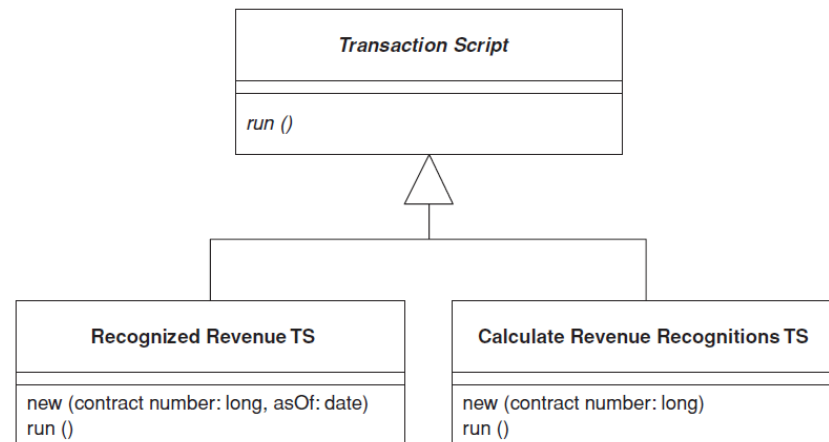 Transaction Script
run ()
Recognized Revenue TS
new (contract number: long, asOf: date)
run ()
Calculate Revenue Recognitions TS
new (contract number: long)
run ()